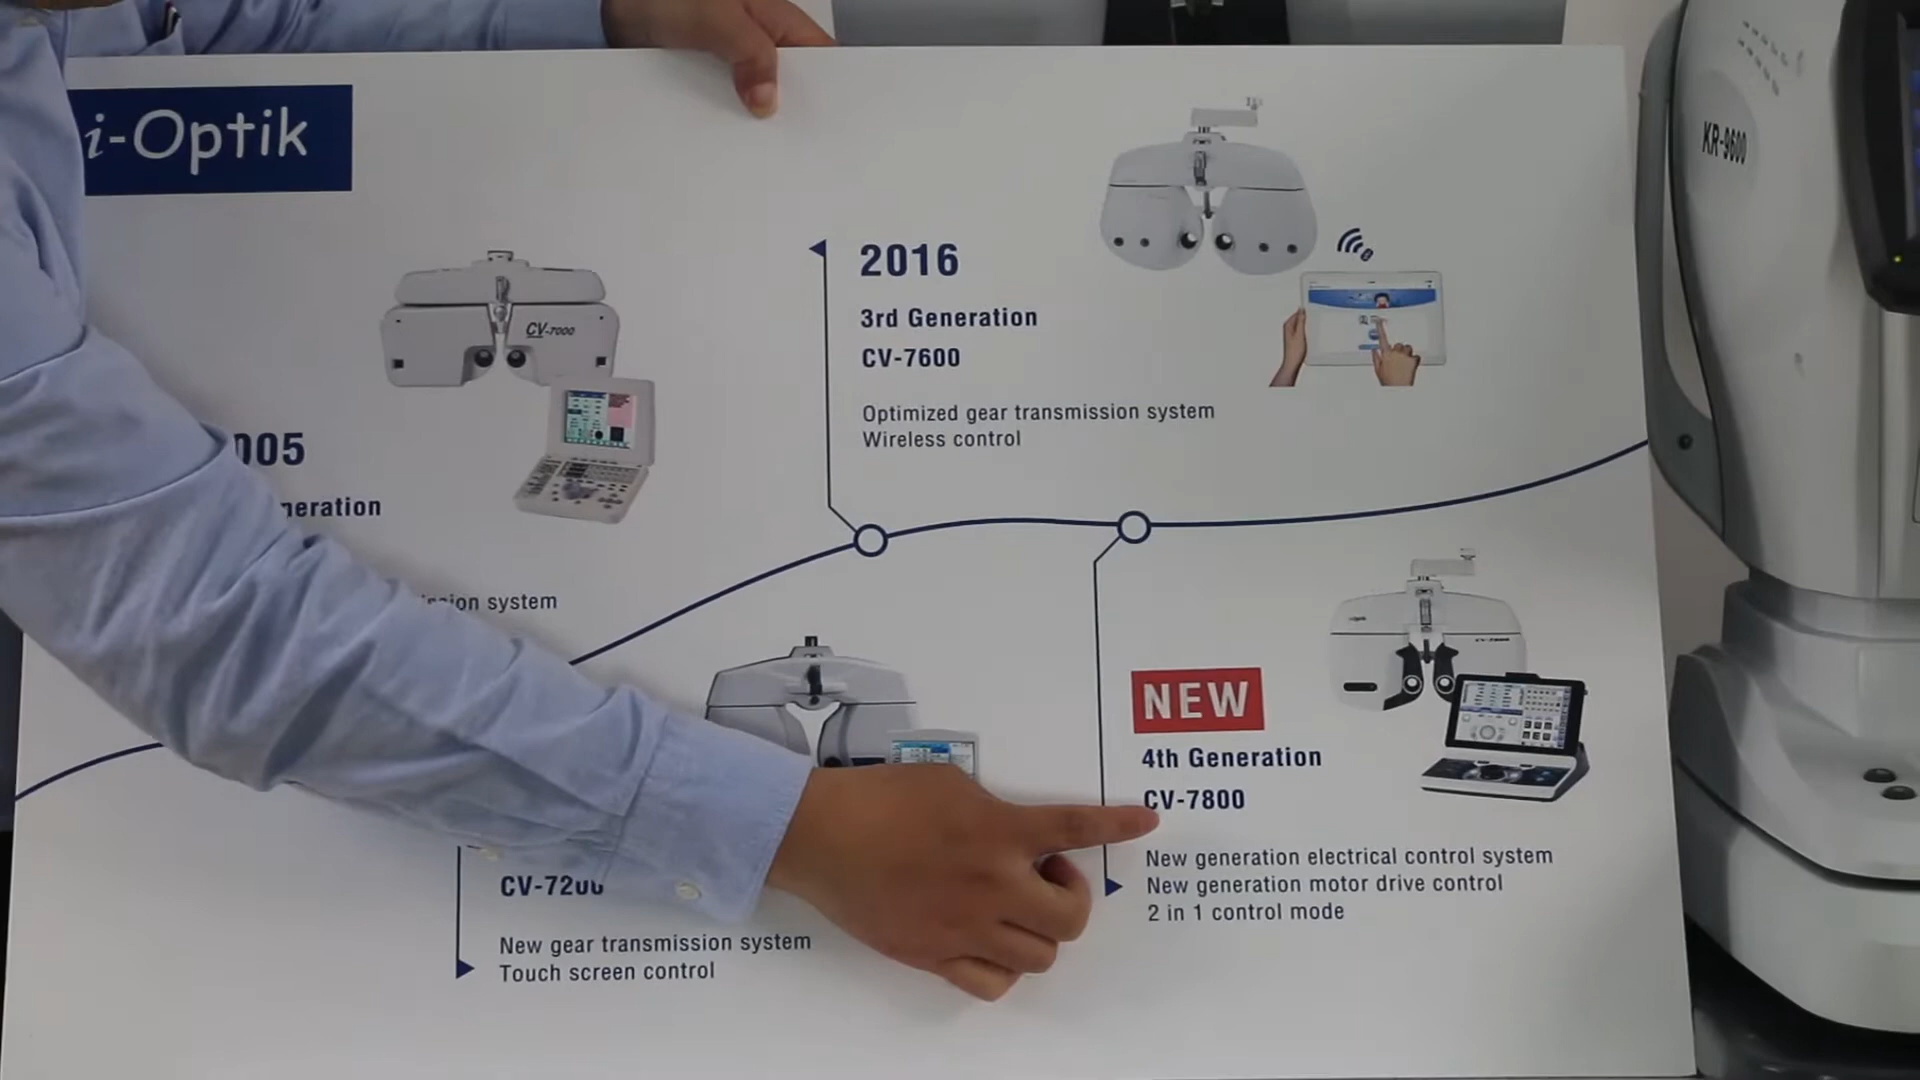 i-Optik
KR-9600
CV-7000
005
neration
system
2016
3rd Generation
CV-7600
Optimized gear transmission system
Wireless control
CV-7200
New gear transmission system
Touch screen control
NEW
4th Generation
CV-7800
New generation electrical control system
New generation motor drive control
2 in 1 control mode